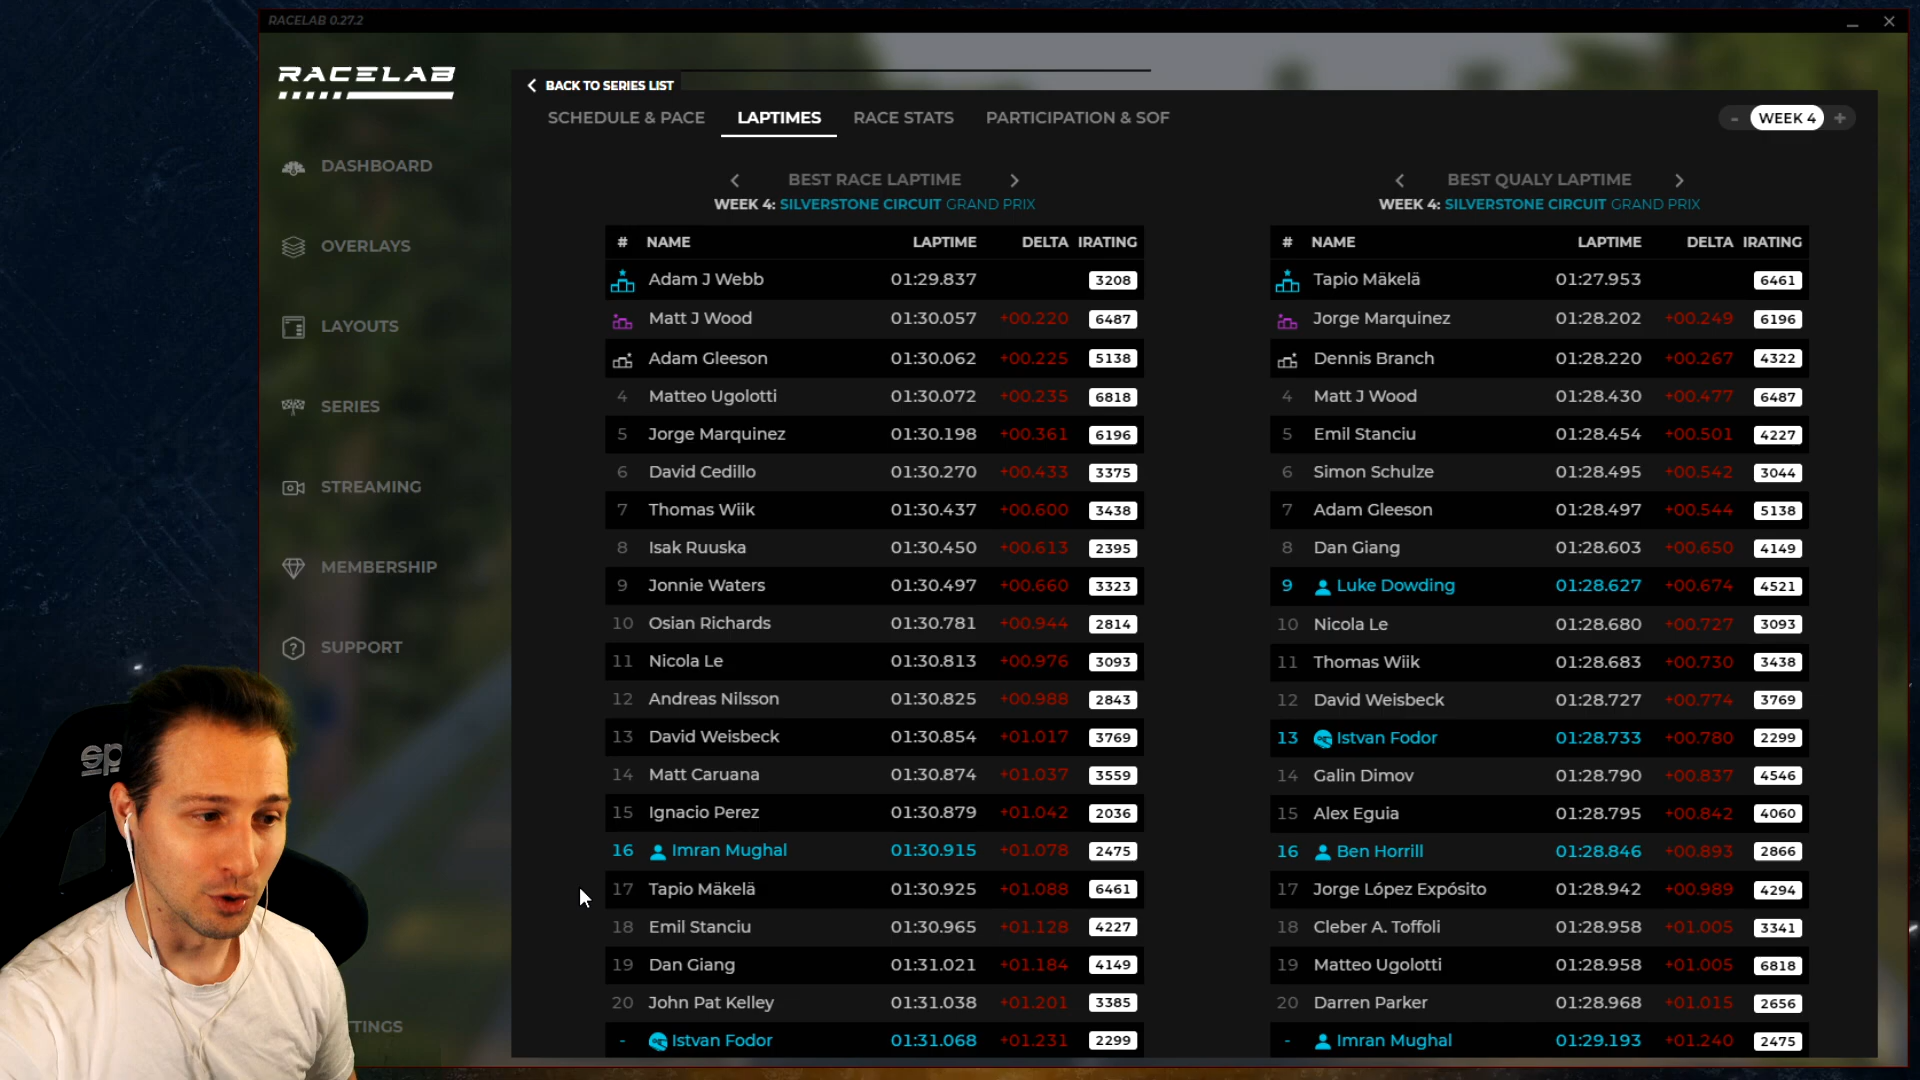 RACELAB 0.27.2
RACELAB
DASHBOARD
OVERLAYS
LAYOUTS
SERIES
STREAMING
MEMBERSHIP
SUPPORT
TINGS
BACK TO SERIES LIST
SCHEDULE & PACE LAPTIMES RACE STATS PARTICIPATION & SOF
- WEEK 4 +
BEST RACE LAPTIME
WEEK 4: SILVERSTONE CIRCUIT GRAND PRIX
# NAME LAPTIME DELTA IRATING
Adam J Webb 01:29.837 3208
Matt J Wood 01:30.057 +00.220 6487
Adam Gleeson 01:30.062 +00.225 5138
4 Matteo Ugolotti 01:30.072 +00.235 6818
5 Jorge Marquinez 01:30.198 +00.361 6196
6 David Cedillo 01:30.270 +00.433 3375
7 Thomas Wiik 01:30.437 +00.600 3438
8 Isak Ruuska 01:30.450 +00.613 2395
9 Jonnie Waters 01:30.497 +00.660 3323
10 Osian Richards 01:30.781 +00.944 2814
11 Nicola Le 01:30.813 +00.976 3093
12 Andreas Nilsson 01:30.825 +00.988 2843
13 David Weisbeck 01:30.854 +01.017 3769
14 Matt Caruana 01:30.874 +01.037 3559
15 Ignacio Perez 01:30.879 +01.042 2036
16 Imran Mughal 01:30.915 +01.078 2475
17 Tapio Mäkelä 01:30.925 +01.088 6461
18 Emil Stanciu 01:30.965 +01.128 4227
19 Dan Giang 01:31.021 +01.184 4149
20 John Pat Kelley 01:31.038 +01.201 3385
- Istvan Fodor 01:31.068 +01.231 2299
BEST QUALY LAPTIME
WEEK 4: SILVERSTONE CIRCUIT GRAND PRIX
# NAME LAPTIME DELTA IRATING
Tapio Mäkelä 01:27.953 6461
Jorge Marquinez 01:28.202 +00.249 6196
Dennis Branch 01:28.220 +00.267 4322
4 Matt J Wood 01:28.430 +00.477 6487
5 Emil Stanciu 01:28.454 +00.501 4227
6 Simon Schulze 01:28.495 +00.542 3044
7 Adam Gleeson 01:28.497 +00.544 5138
8 Dan Giang 01:28.603 +00.650 4149
9 Luke Dowding 01:28.627 +00.674 4521
10 Nicola Le 01:28.680 +00.727 3093
11 Thomas Wiik 01:28.683 +00.730 3438
12 David Weisbeck 01:28.727 +00.774 3769
13 Istvan Fodor 01:28.733 +00.780 2299
14 Galin Dimov 01:28.790 +00.837 4546
15 Alex Eguia 01:28.795 +00.842 4060
16 Ben Horrill 01:28.846 +00.893 2866
17 Jorge López Expósito 01:28.942 +00.989 4294
18 Cleber A. Toffoli 01:28.958 +01.005 3341
19 Matteo Ugolotti 01:28.958 +01.005 6818
20 Darren Parker 01:28.968 +01.015 2656
- Imran Mughal 01:29.193 +01.240 2475
sp